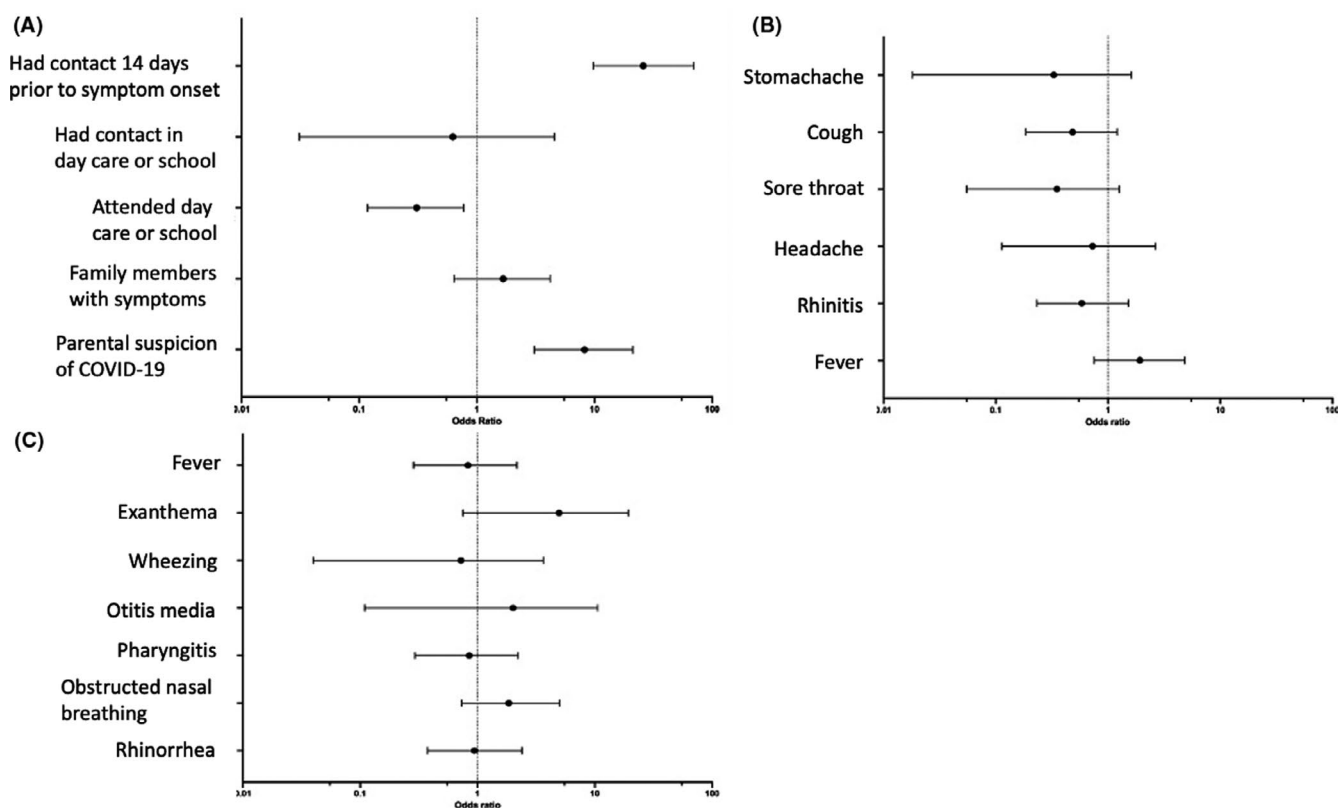 (A)
Had contact 14 days
prior to symptom onset
Had contact in
day care or school
Attended day
care or school
Family members
with symptoms
Parental suspicion
of COVID-19
.01 0.1 1 10 100
Odds Ratio
(B)
Stomachache
Cough
Sore throat
Headache
Rhinitis
Fever
.01 0.1 1 10 100
Odds ratio
(C)
Fever
Exanthema
Wheezing
Otitis media
Pharyngitis
Obstructed nasal
breathing
Rhinorrhea
.01 0.1 1 10 100
Odds ratio